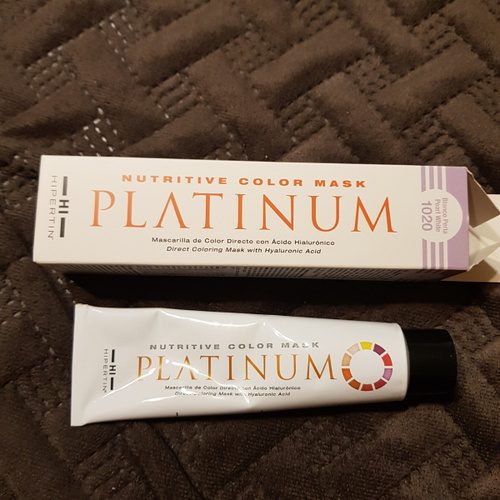 NUTRITIVE COLOR MASK
PLATINUM
Mascarilla de Color Directo con Ácido Hialurónico
Direct Coloring Mask with Hyaluronic Acid
HI
HIPERTIN
Blanco Perla
Pearl White
1020
NUTRITIVE COLOR MASK
PLATINUM
Mascarilla de Color Directo con Ácido Hialurónico
Direct Coloring Mask with Hyaluronic Acid
HI
HIPERTIN